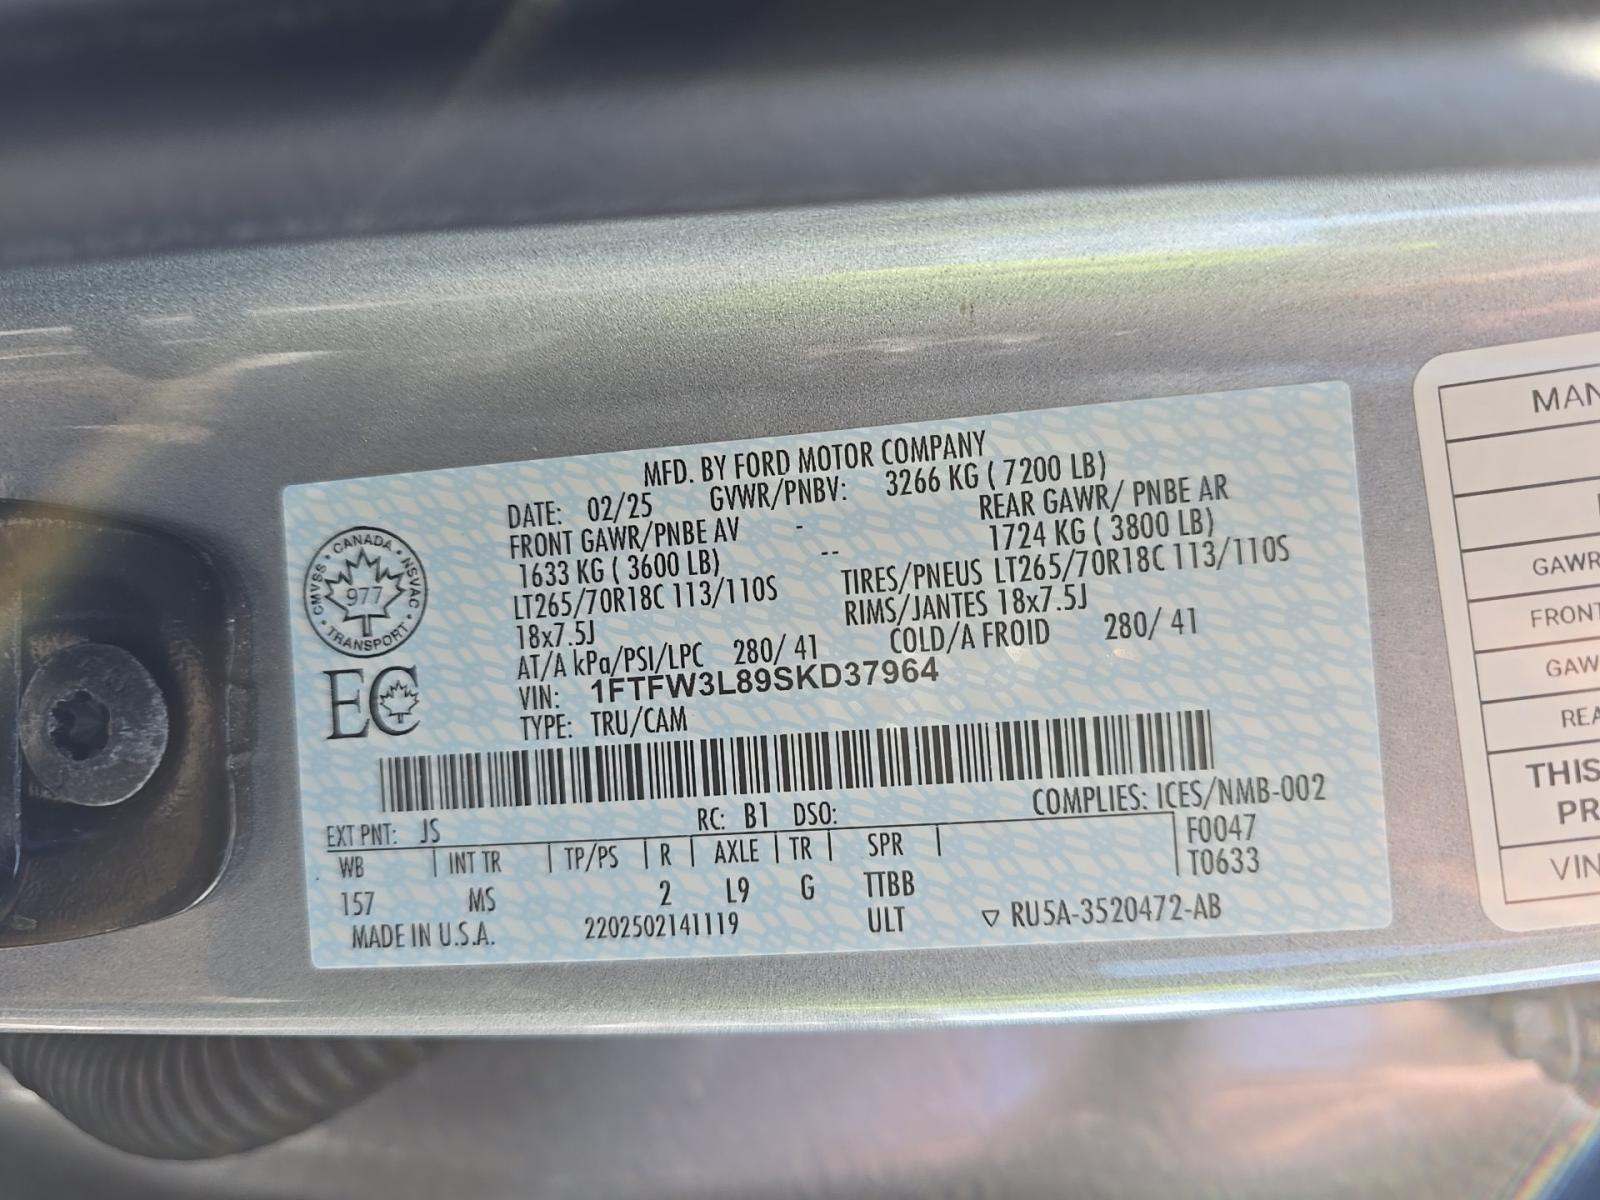 MFD. BY FORD MOTOR COMPANY
DATE: 02/25 GVWR/PNBV: 3266 KG ( 7200 LB)
FRONT GAWR/PNBE AV - REAR GAWR/ PNBE AR
1633 KG ( 3600 LB) -- 1724 KG ( 3800 LB)
LT265/70R18C 113/110S TIRES/PNEUS LT265/70R18C 113/110S
18x7.5J RIMS/JANTES 18x7.5J
AT/A kPa/PSI/LPC 280/ 41 COLD/A FROID 280/ 41
VIN: 1FTFW3L89SKD37964
TYPE: TRU/CAM
CANADA • NSVAC • TRANSPORT • CMVSS •
977
EC
EXT PNT: JS RC: B1 DSO: COMPLIES: ICES/NMB-002
WB INT TR TP/PS R AXLE TR SPR F0047
T0633
157 MS 2 L9 G TTBB
MADE IN U.S.A. 2202502141119 ULT ▽ RU5A-3520472-AB
MAN
GAWR
FRONT
GAW
REA
THIS
PR
VIN